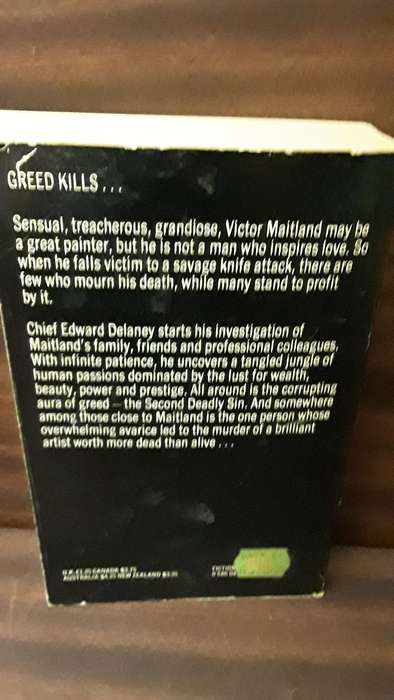 GREED KILLS...
Sensual, treacherous, grandiose, Victor Maitland may be
a great painter, but he is not a man who inspires love. So
when he falls victim to a savage knife attack, there are
few who mourn his death, while many stand to profit
by it.
Chief Edward Delaney starts his investigation of
Maitland's family, friends and professional colleagues.
With infinite patience, he uncovers a tangled jungle of
human passions dominated by the lust for wealth,
beauty, power and prestige. All around is the corrupting
aura of greed – the Second Deadly Sin. And somewhere
among those close to Maitland is the one person whose
overwhelming avarice led to the murder of a brilliant
artist worth more dead than alive...
CANADA
AUSTRALIA NEW ZEALAND
FICTION